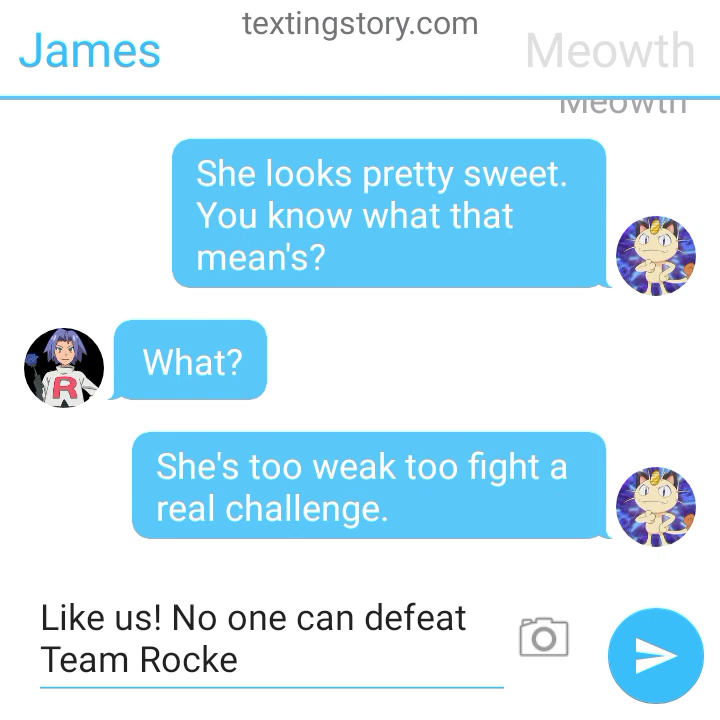 textingstory.com
James
Meowth
Meowth
She looks pretty sweet.
You know what that
mean's?
What?
R
She's too weak too fight a
real challenge.
Like us! No one can defeat
Team Rocke